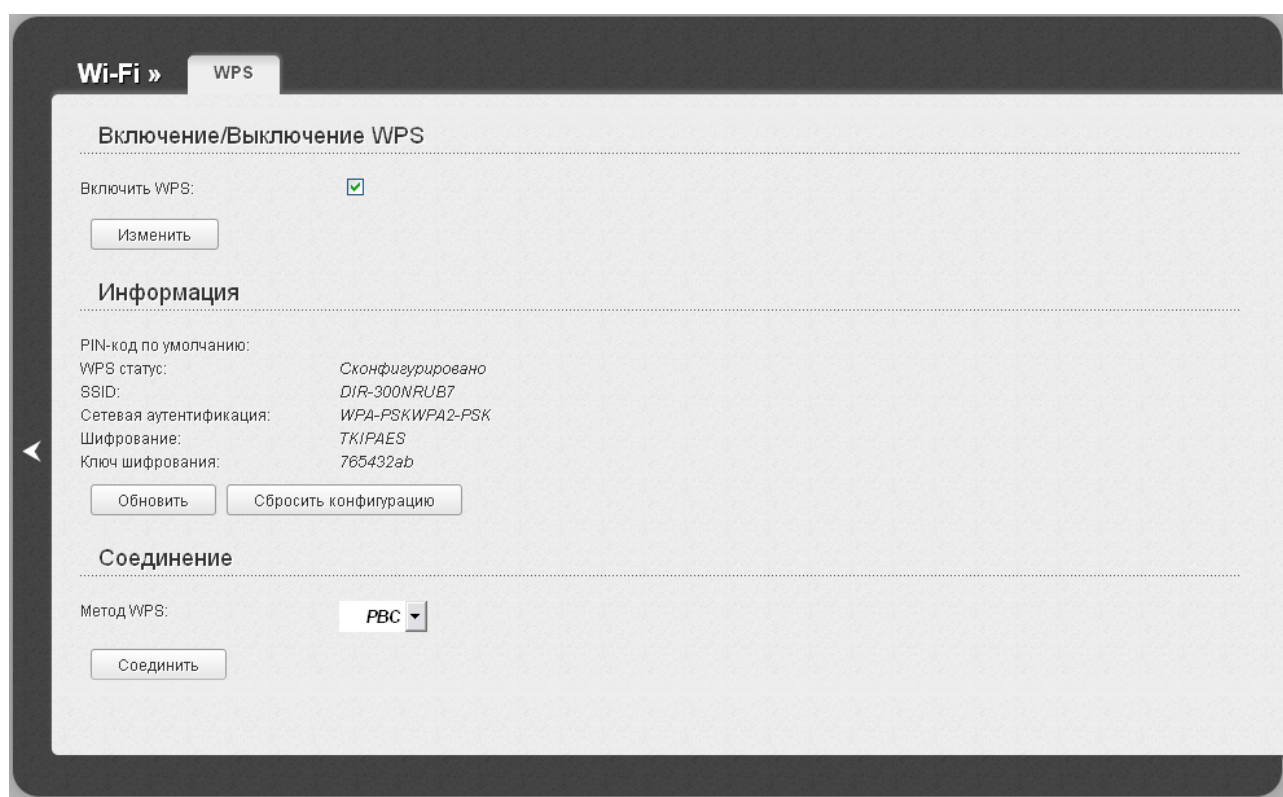 Wi-Fi » WPS
Включение/Выключение WPS
Включить WPS:
Изменить
Информация
PIN-код по умолчанию:
WPS статус: Сконфигурировано
SSID: DIR-300NRUB7
Сетевая аутентификация: WPA-PSKWPA2-PSK
Шифрование: TKIPAES
Ключ шифрования: 765432ab
Обновить Сбросить конфигурацию
Соединение
Метод WPS: PBC
Соединить